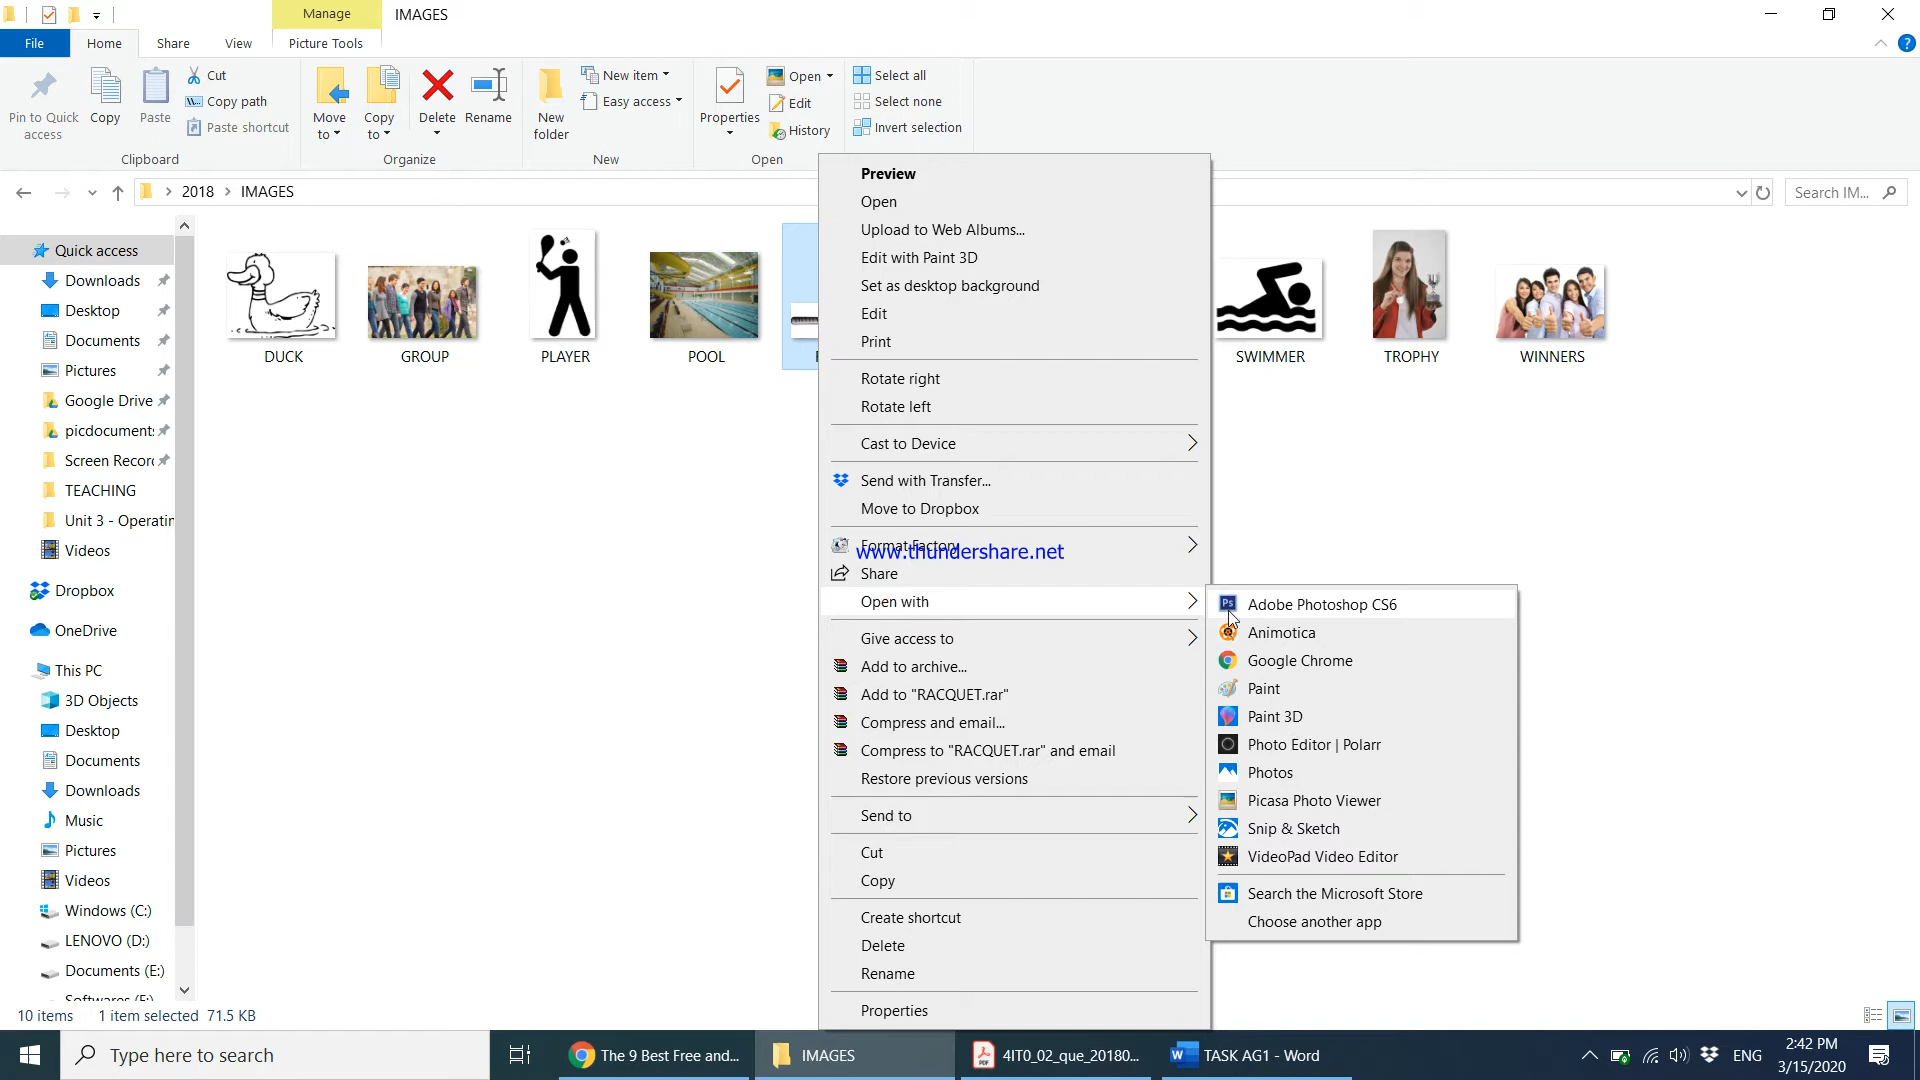 Manage
IMAGES
File
Home
Share
View
Picture Tools
Pin to Quick access
Copy
Paste
Cut
Copy path
Paste shortcut
Clipboard
Move to
Copy to
Delete
Rename
Organize
New folder
New item
Easy access
New
Properties
Open
Edit
History
Open
Select all
Select none
Invert selection
2018
IMAGES
Search IM...
Quick access
Downloads
Desktop
Documents
Pictures
Google Drive
picdocument
Screen Recor
TEACHING
Unit 3 - Operatin
Videos
Dropbox
OneDrive
This PC
3D Objects
Desktop
Documents
Downloads
Music
Pictures
Videos
Windows (C:)
LENOVO (D:)
Documents (E:)
Softwares (F:)
DUCK
GROUP
PLAYER
POOL
SWIMMER
TROPHY
WINNERS
Preview
Open
Upload to Web Albums...
Edit with Paint 3D
Set as desktop background
Edit
Print
Rotate right
Rotate left
Cast to Device
Send with Transfer...
Move to Dropbox
Format Factory
www.thundershare.net
Share
Open with
Give access to
Add to archive...
Add to "RACQUET.rar"
Compress and email...
Compress to "RACQUET.rar" and email
Restore previous versions
Send to
Cut
Copy
Create shortcut
Delete
Rename
Properties
Ps
Adobe Photoshop CS6
Animotica
Google Chrome
Paint
Paint 3D
Photo Editor | Polarr
Photos
Picasa Photo Viewer
Snip & Sketch
VideoPad Video Editor
Search the Microsoft Store
Choose another app
10 items
1 item selected 71.5 KB
Type here to search
The 9 Best Free and...
IMAGES
4IT0_02_que_20180...
TASK AG1 - Word
ENG
2:42 PM
3/15/2020